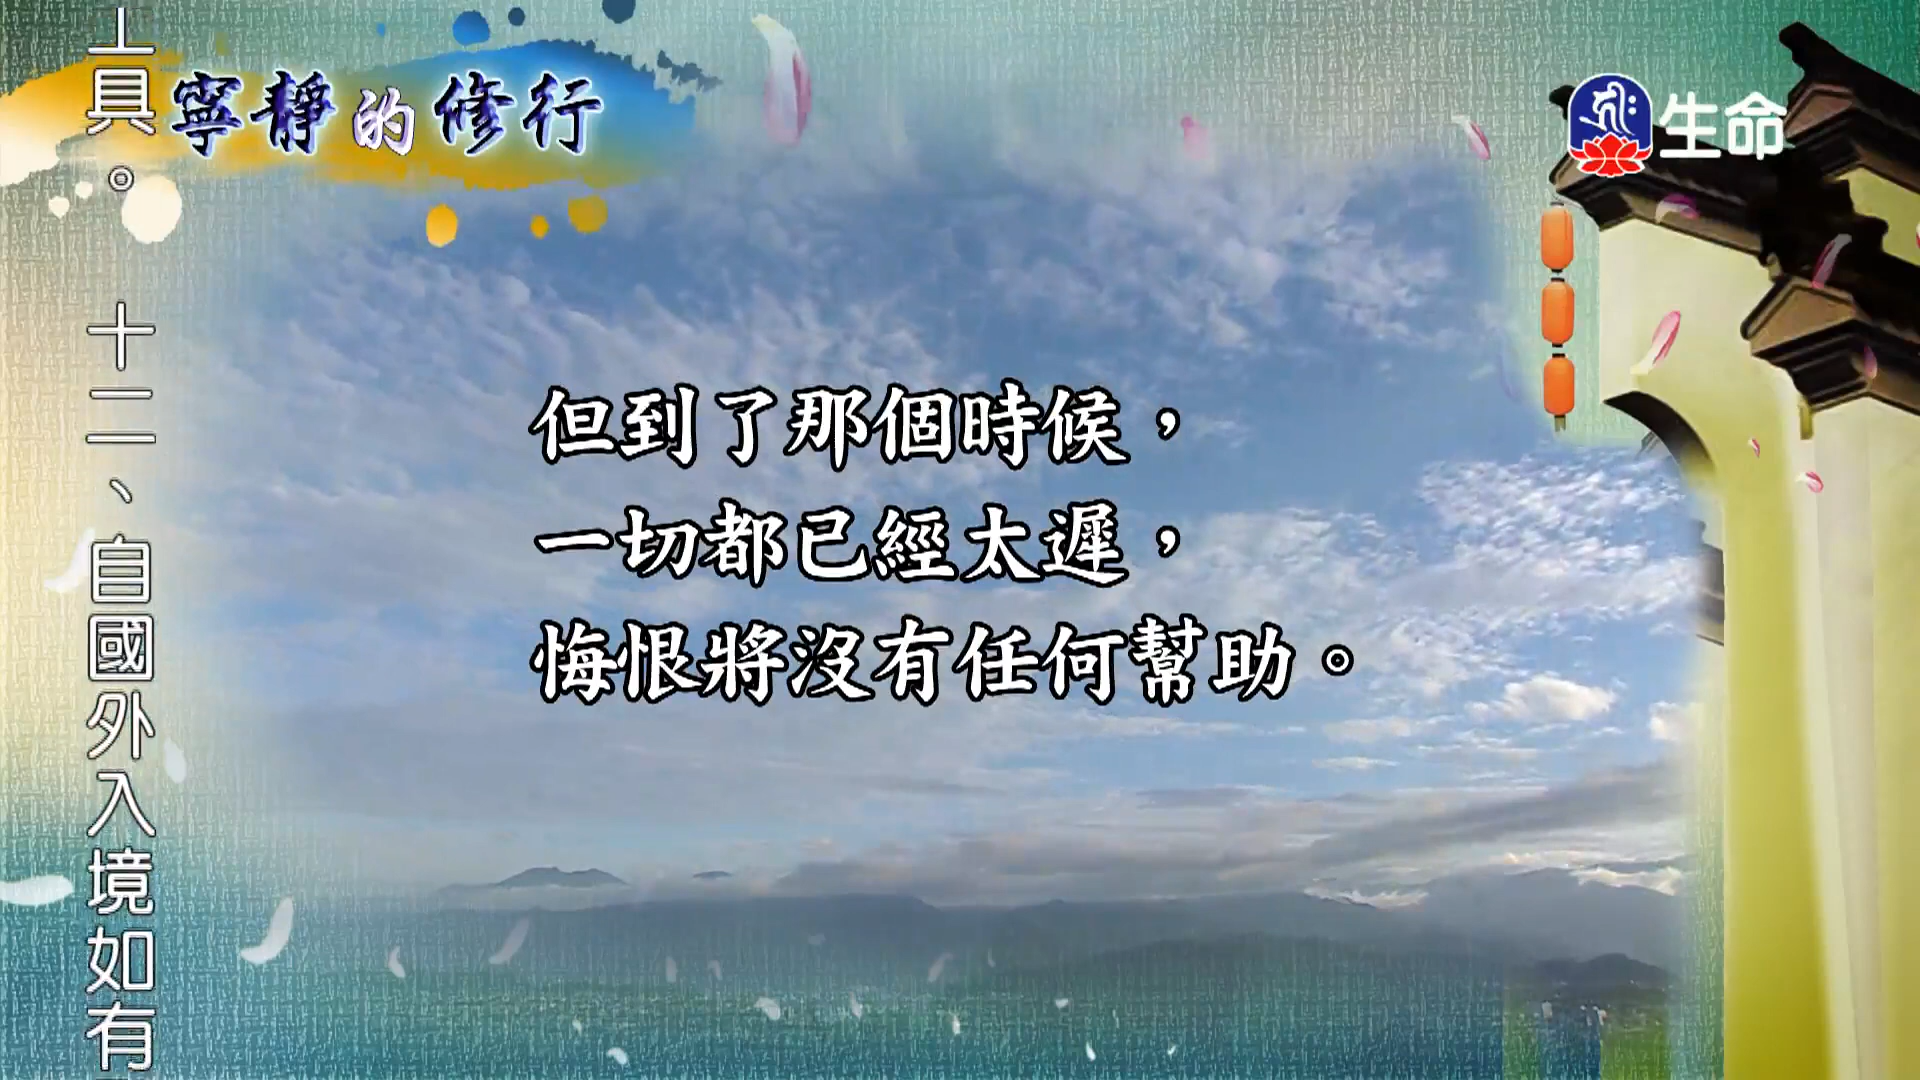 寧靜的修行
生命
但到了那個時候，
一切都已經太遲，
悔恨將沒有任何幫助。
具。 十二、自國外入境如有